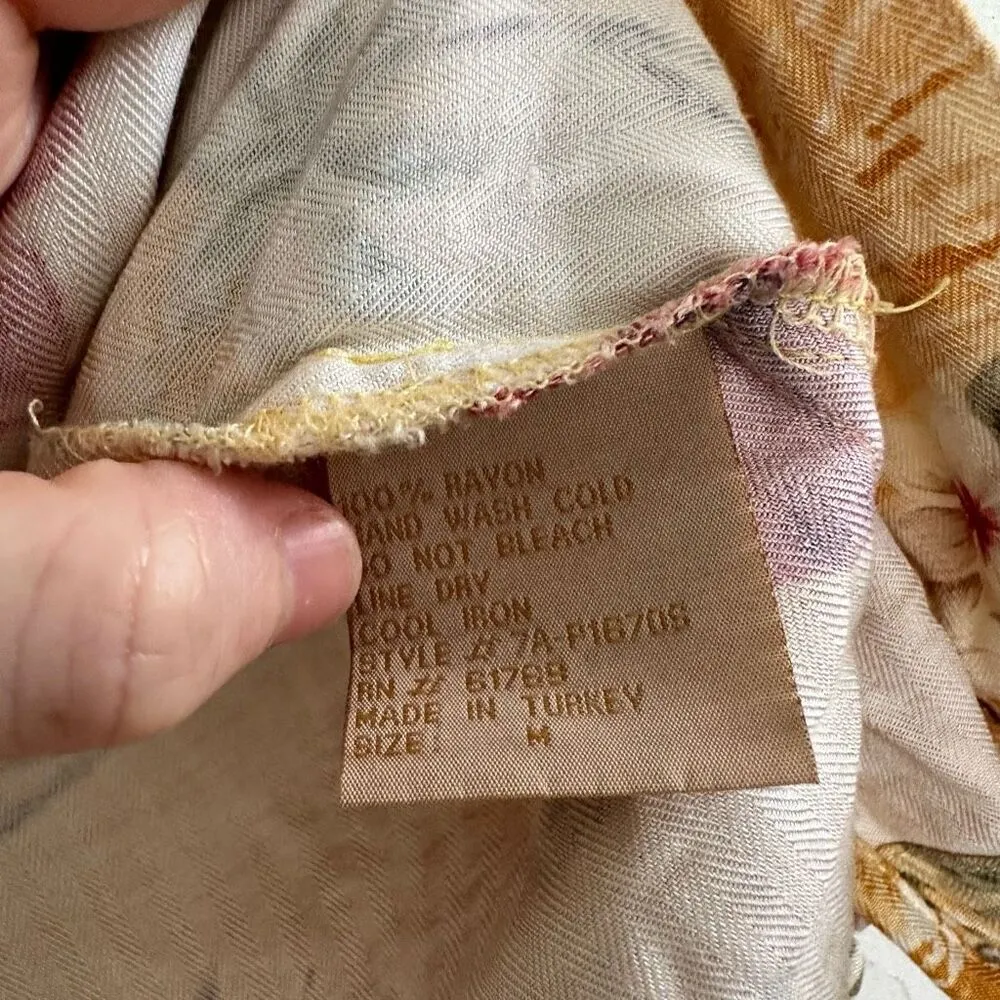 100% RAYON
HAND WASH COLD
DO NOT BLEACH
LINE DRY
COOL IRON
STYLE # 7A-P1670S
RN # 61799
MADE IN TURKEY
SIZE: M